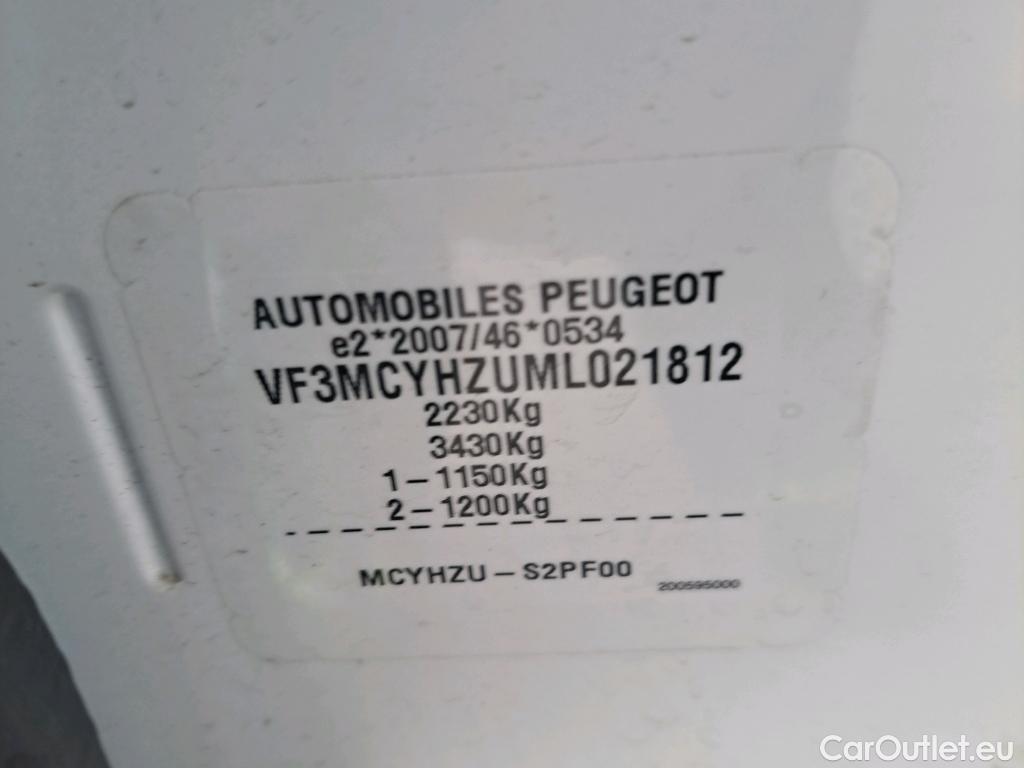 AUTOMOBILES PEUGEOT
e2*2007/46*0534
VF3MCYHZUML021812
2230Kg
3430Kg
1-1150Kg
2-1200Kg
MCYHZU-S2PF00
200595000
CarOutlet.eu